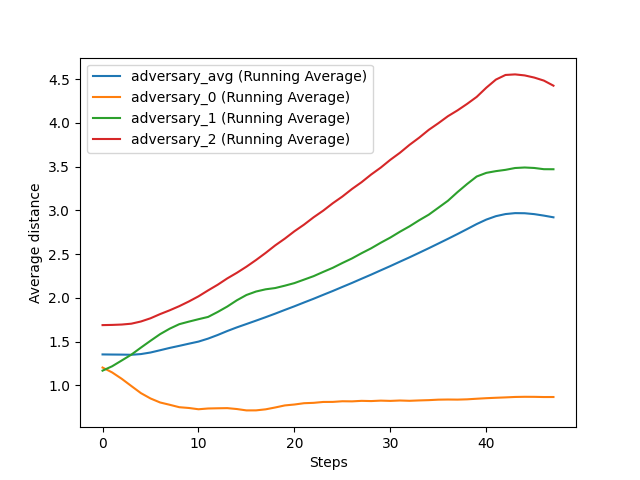 adversary_avg (Running Average)
adversary_0 (Running Average)
adversary_1 (Running Average)
adversary_2 (Running Average)
4.5
4.0
3.5
3.0
2.5
2.0
1.5
1.0
Average distance
0 10 20 30 40
Steps